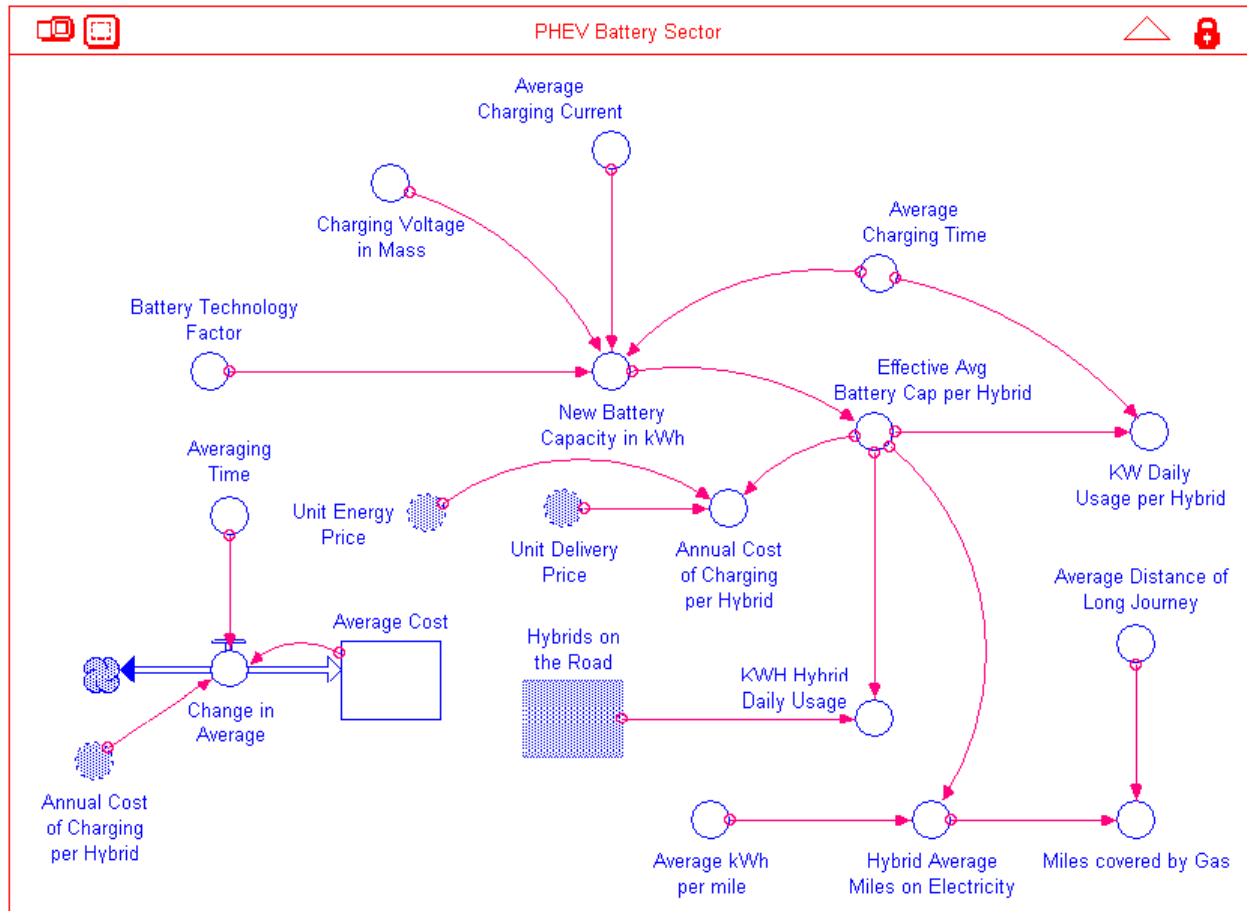 PHEV Battery Sector
Average
Charging Current
Charging Voltage
in Mass
Average
Charging Time
Battery Technology
Factor
Effective Avg
Battery Cap per Hybrid
New Battery
Capacity in kWh
Averaging
Time
KW Daily
Usage per Hybrid
Unit Energy
Price
Unit Delivery
Price
Annual Cost
of Charging
per Hybrid
Average Distance of
Long Journey
Average Cost
Hybrids on
the Road
KWH Hybrid
Daily Usage
Change in
Average
Annual Cost
of Charging
per Hybrid
Average kWh
per mile
Hybrid Average
Miles on Electricity
Miles covered by Gas